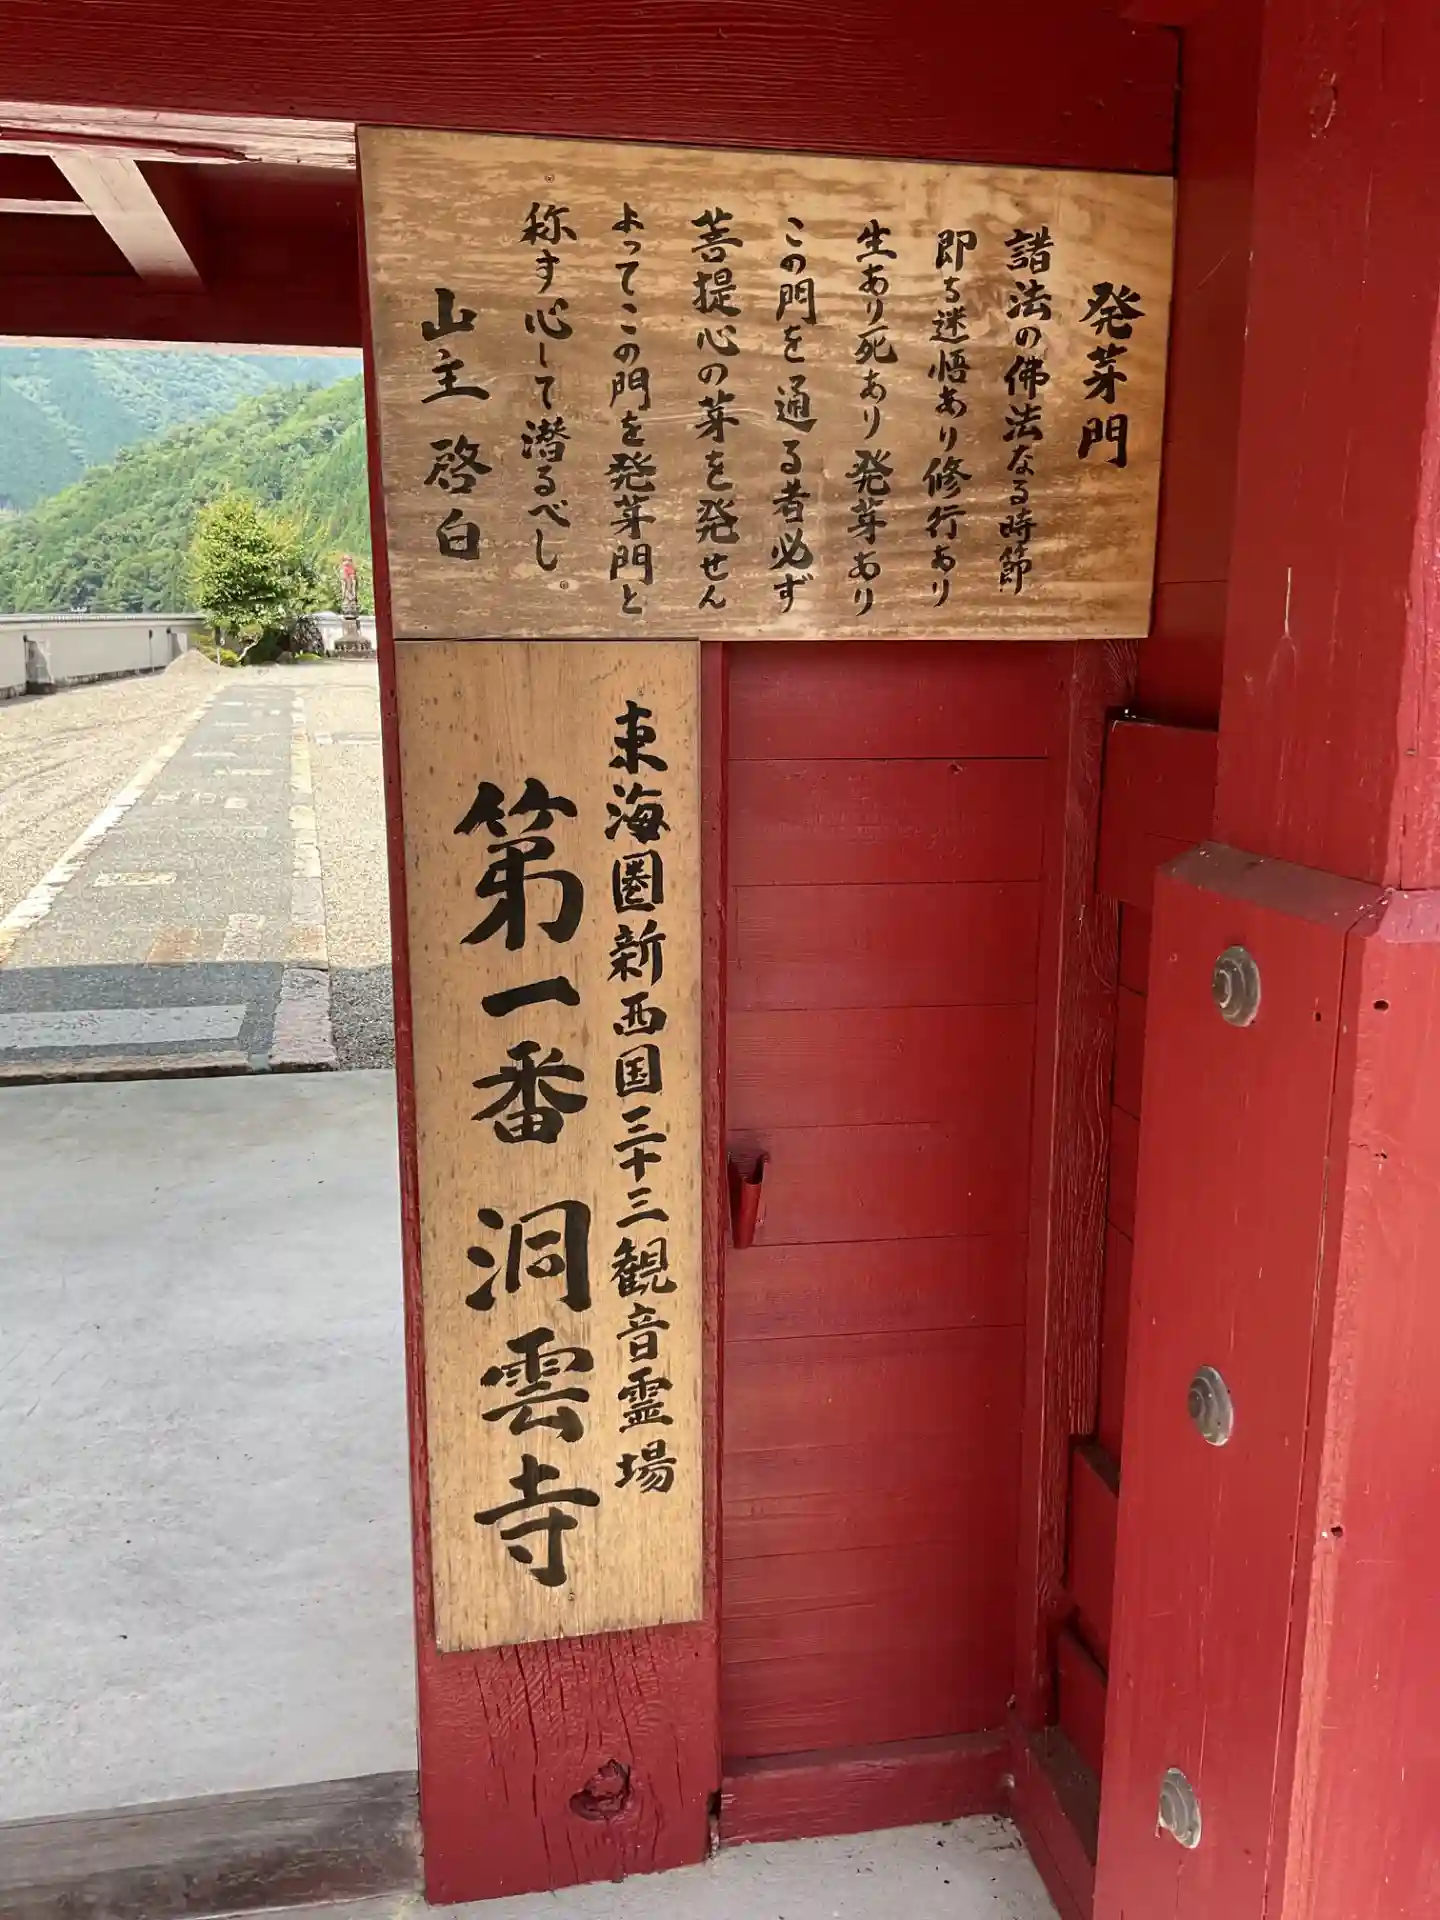 発芽門
諸法の佛法なる時節
即ち迷悟あり修行あり
生あり死あり発芽あり
この門を通る者必ず
菩提心の芽を発せん
よってこの門を発芽門と
称す心して潜るべし。
山主 啓白
東海圏新西国三十三観音霊場
第一番 洞雲寺